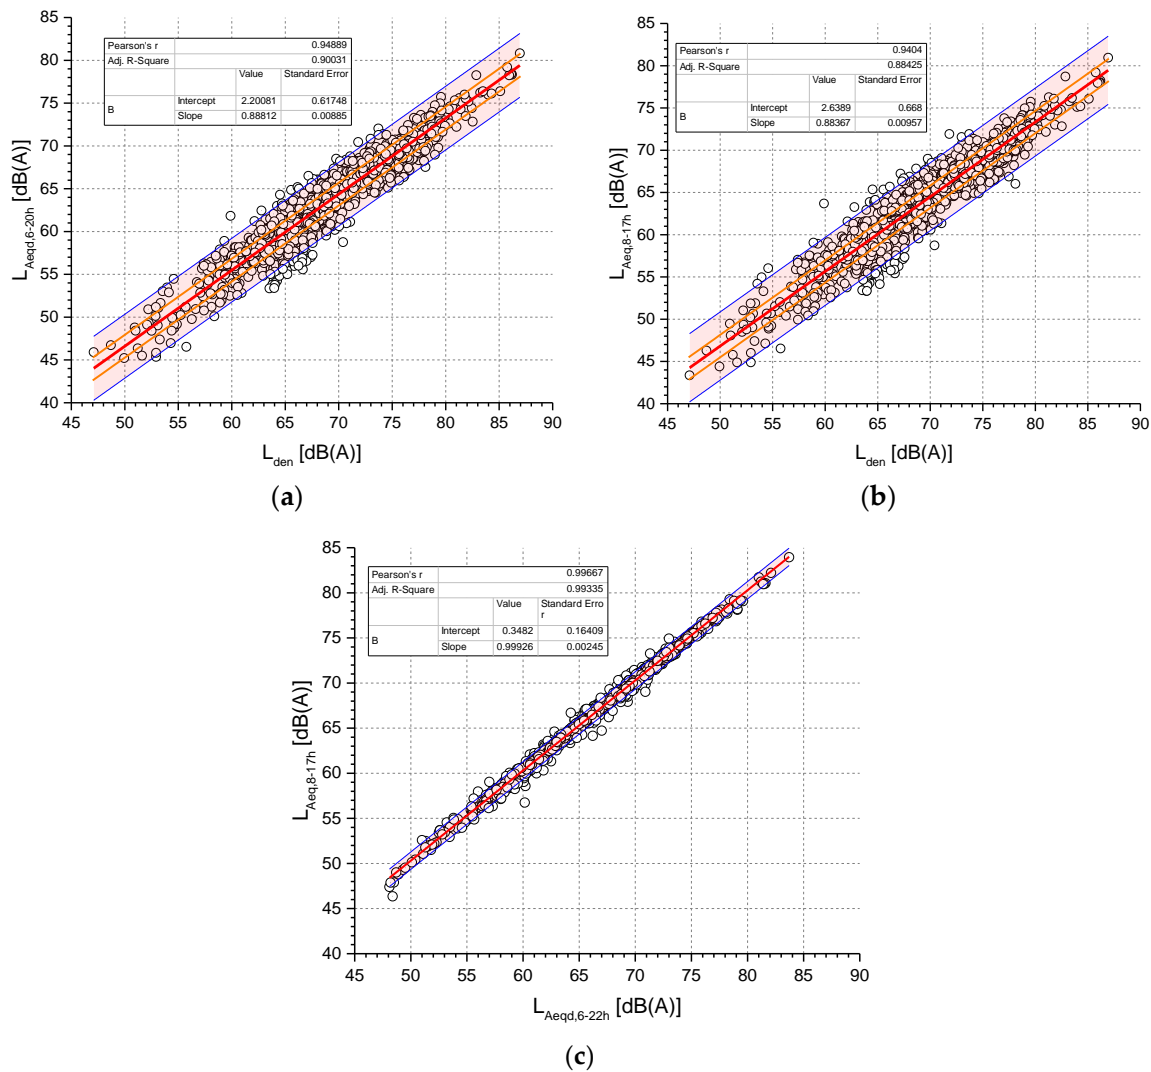 85
80
75
70
65
60
55
50
45
40
L_Aeqd,6-20h [dB(A)]
Pearson's r 0.94889
Adj. R-Square 0.90031
Value Standard Error
B
Intercept 2.20081 0.61748
Slope 0.88812 0.00885
45 50 55 60 65 70 75 80 85 90
L_den [dB(A)]
(a)
85
80
75
70
65
60
55
50
45
40
L_Aeq,8-17h [dB(A)]
Pearson's r 0.9404
Adj. R-Square 0.88425
Value Standard Error
B
Intercept 2.6389 0.668
Slope 0.88367 0.00957
45 50 55 60 65 70 75 80 85 90
L_den [dB(A)]
(b)
85
80
75
70
65
60
55
50
45
40
L_Aeq,8-17h [dB(A)]
Pearson's r 0.99667
Adj. R-Square 0.99335
Value Standard Erro
r
B
Intercept 0.3482 0.16409
Slope 0.99926 0.00245
45 50 55 60 65 70 75 80 85 90
L_Aeqd,6-22h [dB(A)]
(c)